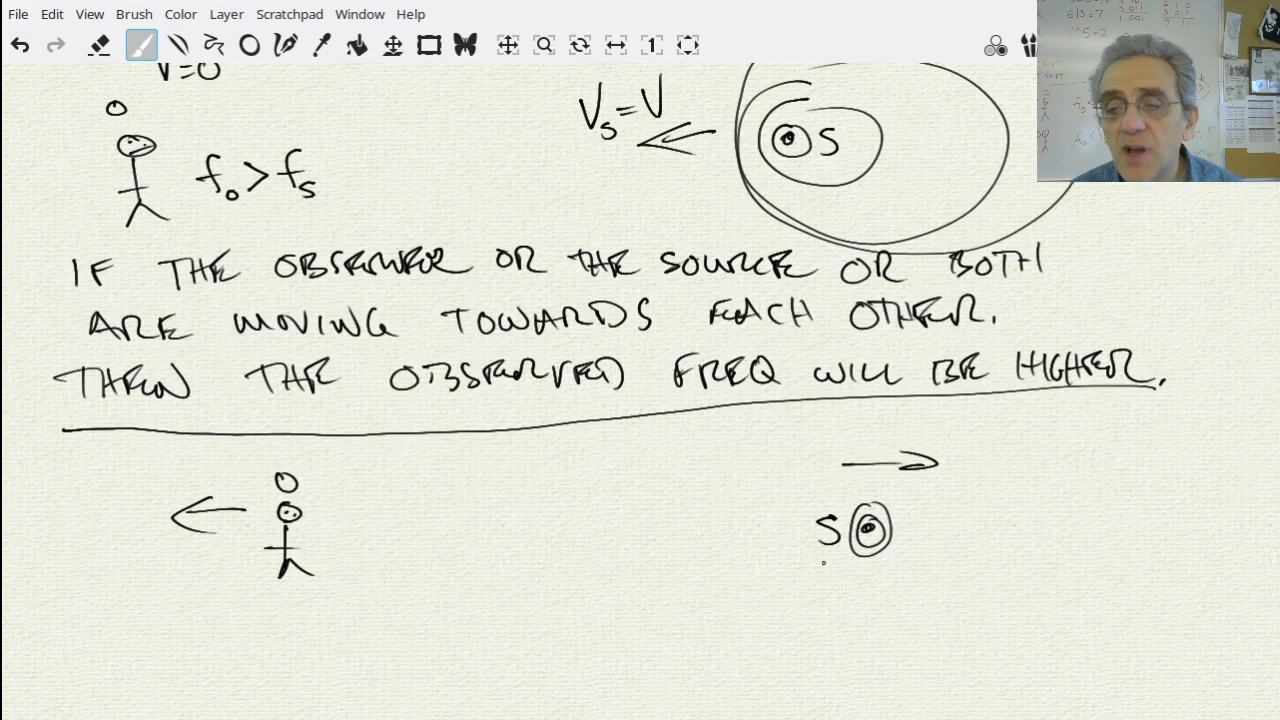 File Edit View Brush Color Layer Scratchpad Window Help
V=0
O
fo > fs
Vs = V
S
IF THE OBSERVER OR THE SOURCE OR BOTH
ARE MOVING TOWARDS EACH OTHER.
THEN THE OBSERVED FREQ WILL BE HIGHER.
O
S